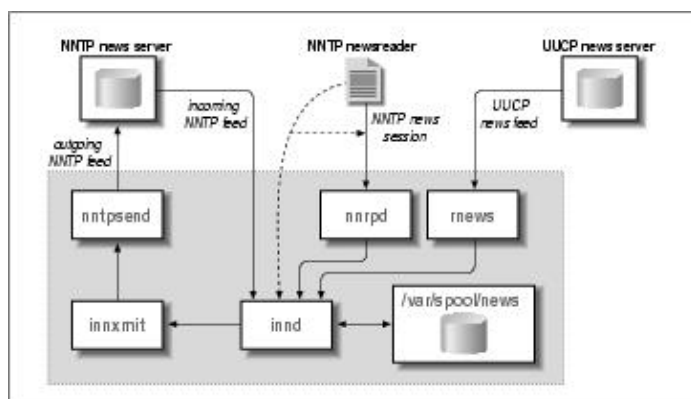 NNTP news server
NNTP newsreader
UUCP news server
incoming
NNTP feed
outgoing
NNTP feed
NNTP news
session
UUCP
news feed
nntpsend
nnrpd
rnews
innxmit
innd
/var/spool/news